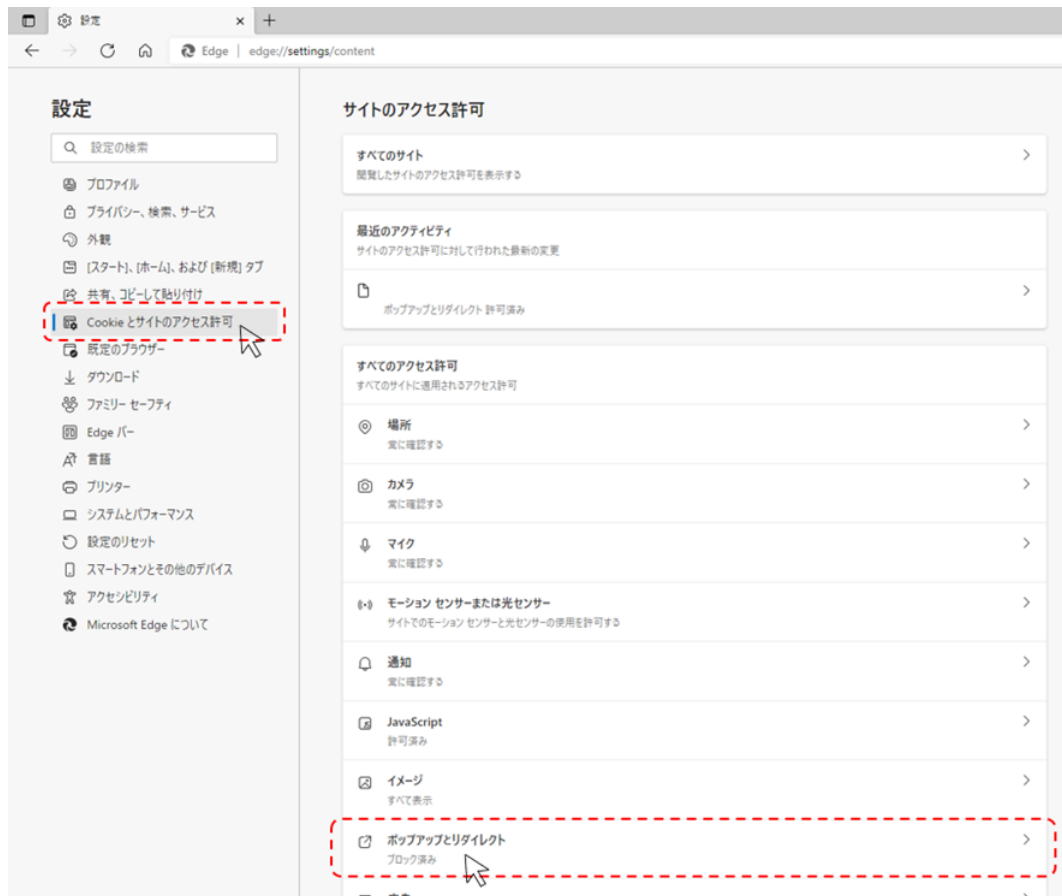 設定
Edge | edge://settings/content
設定
設定の検索
プロファイル
プライバシー、検索、サービス
外観
[スタート]、[ホーム]、および [新規] タブ
共有、コピーして貼り付け
Cookie とサイトのアクセス許可
既定のブラウザー
ダウンロード
ファミリー セーフティ
Edge バー
言語
プリンター
システムとパフォーマンス
設定のリセット
スマートフォンとその他のデバイス
アクセシビリティ
Microsoft Edge について
サイトのアクセス許可
すべてのサイト
閲覧したサイトのアクセス許可を表示する
最近のアクティビティ
サイトのアクセス許可に対して行われた最新の変更
ポップアップとリダイレクト 許可済み
すべてのアクセス許可
すべてのサイトに適用されるアクセス許可
場所
常に確認する
カメラ
常に確認する
マイク
常に確認する
モーション センサーまたは光センサー
サイトでのモーション センサーと光センサーの使用を許可する
通知
常に確認する
JavaScript
許可済み
イメージ
すべて表示
ポップアップとリダイレクト
ブロック済み